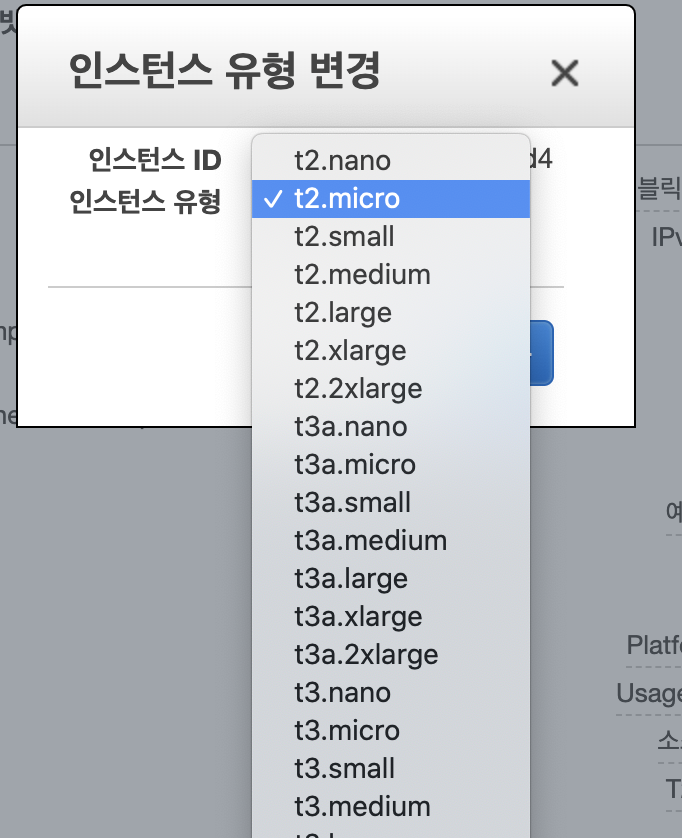 인스턴스 유형 변경
인스턴스 ID
d4
인스턴스 유형
t2.nano
✓ t2.micro
t2.small
t2.medium
t2.large
t2.xlarge
t2.2xlarge
t3a.nano
t3a.micro
t3a.small
t3a.medium
t3a.large
t3a.xlarge
t3a.2xlarge
t3.nano
t3.micro
t3.small
t3.medium
블릭
IPv
Platf
Usage
소